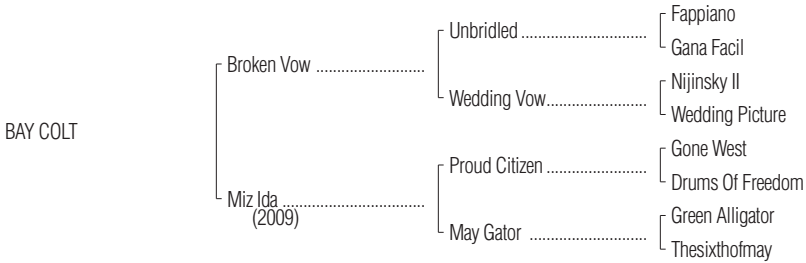 Fappiano
Unbridled
Gana Facil
Broken Vow
Nijinsky II
Wedding Vow
Wedding Picture
BAY COLT
Gone West
Proud Citizen
Drums Of Freedom
Miz Ida
(2009)
Green Alligator
May Gator
Thesixthofmay